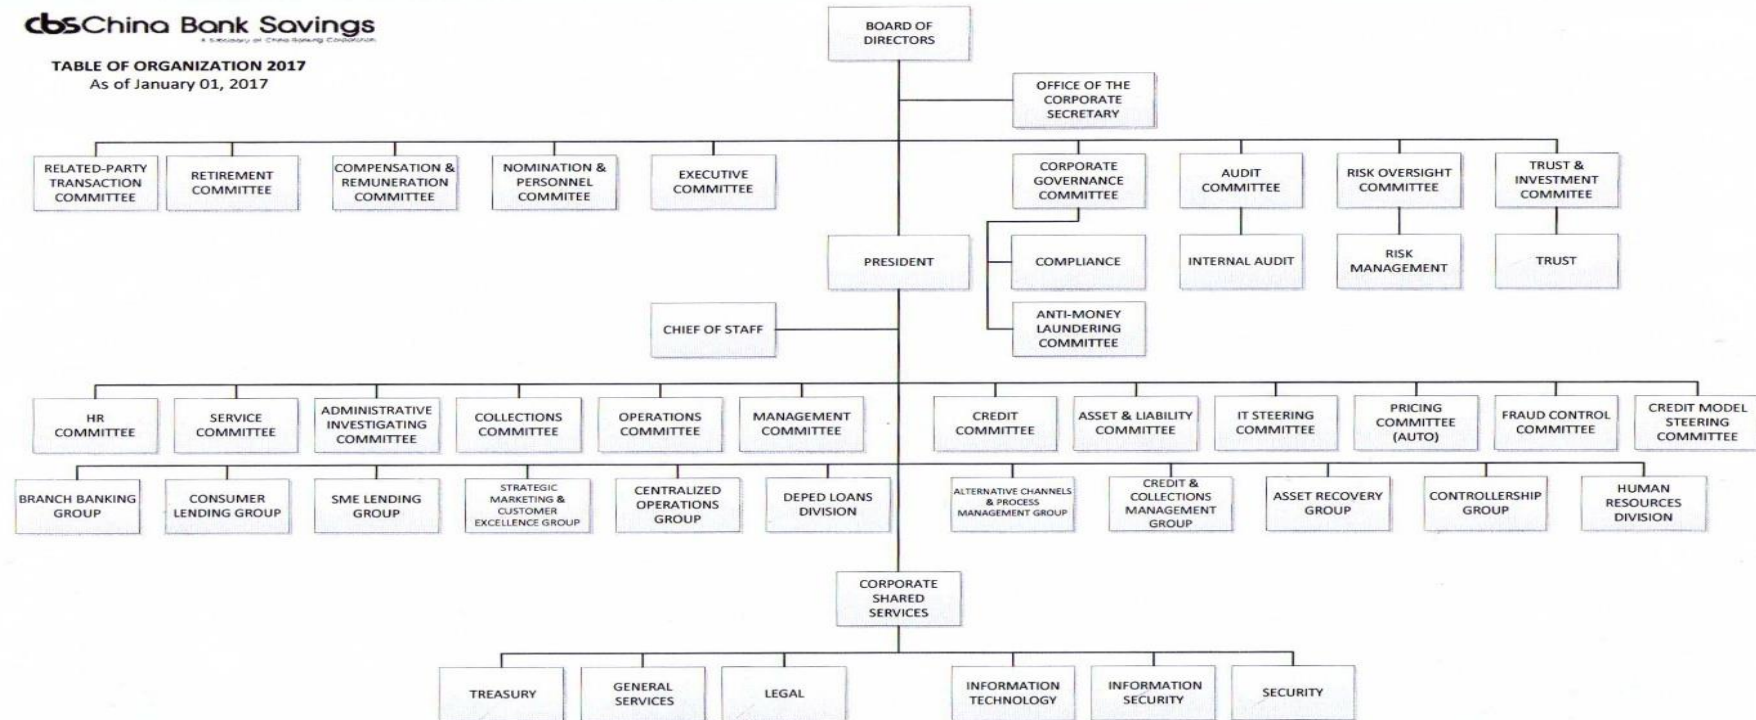 cbsChina Bank Savings
A Subsidiary of China Banking Corporation
TABLE OF ORGANIZATION 2017
As of January 01, 2017
BOARD OF
DIRECTORS
OFFICE OF THE
CORPORATE
SECRETARY
RELATED-PARTY
TRANSACTION
COMMITTEE
RETIREMENT
COMMITTEE
COMPENSATION &
REMUNERATION
COMMITTEE
NOMINATION &
PERSONNEL
COMMITEE
EXECUTIVE
COMMITTEE
CORPORATE
GOVERNANCE
COMMITTEE
AUDIT
COMMITTEE
RISK OVERSIGHT
COMMITTEE
TRUST &
INVESTMENT
COMMITEE
PRESIDENT
COMPLIANCE
INTERNAL AUDIT
RISK
MANAGEMENT
TRUST
CHIEF OF STAFF
ANTI-MONEY
LAUNDERING
COMMITTEE
HR
COMMITTEE
SERVICE
COMMITTEE
ADMINISTRATIVE
INVESTIGATING
COMMITTEE
COLLECTIONS
COMMITTEE
OPERATIONS
COMMITTEE
MANAGEMENT
COMMITTEE
CREDIT
COMMITTEE
ASSET & LIABILITY
COMMITTEE
IT STEERING
COMMITTEE
PRICING
COMMITTEE
(AUTO)
FRAUD CONTROL
COMMITTEE
CREDIT MODEL
STEERING
COMMITTEE
BRANCH BANKING
GROUP
CONSUMER
LENDING GROUP
SME LENDING
GROUP
STRATEGIC
MARKETING &
CUSTOMER
EXCELLENCE GROUP
CENTRALIZED
OPERATIONS
GROUP
DEPED LOANS
DIVISION
ALTERNATIVE CHANNELS
& PROCESS
MANAGEMENT GROUP
CREDIT &
COLLECTIONS
MANAGEMENT
GROUP
ASSET RECOVERY
GROUP
CONTROLLERSHIP
GROUP
HUMAN
RESOURCES
DIVISION
CORPORATE
SHARED
SERVICES
TREASURY
GENERAL
SERVICES
LEGAL
INFORMATION
TECHNOLOGY
INFORMATION
SECURITY
SECURITY